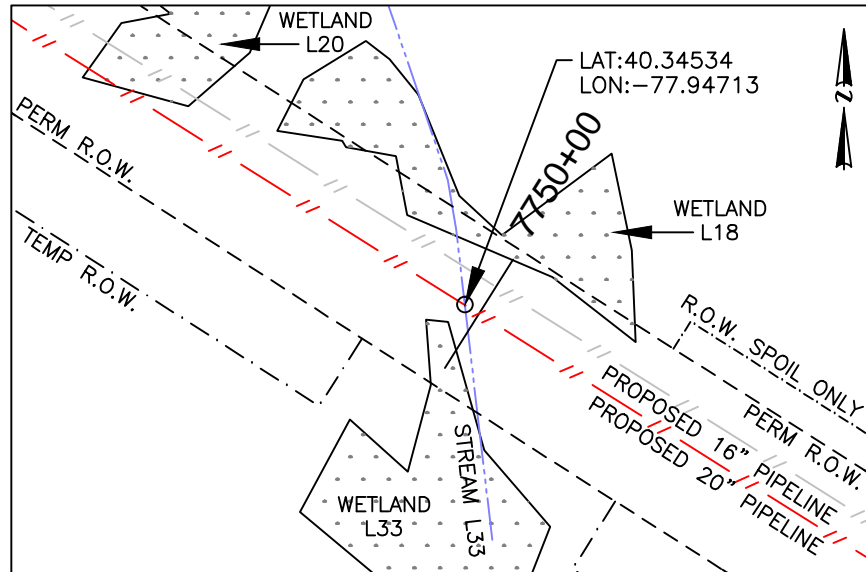 WETLAND
L20
LAT:40.34534
LON:-77.94713
N
PERM R.O.W.
7750+00
WETLAND
L18
TEMP R.O.W.
R.O.W. SPOIL ONLY
PROPOSED 16" PIPELINE
PERM R.O.W.
PROPOSED 20" PIPELINE
STREAM L33
WETLAND
L33